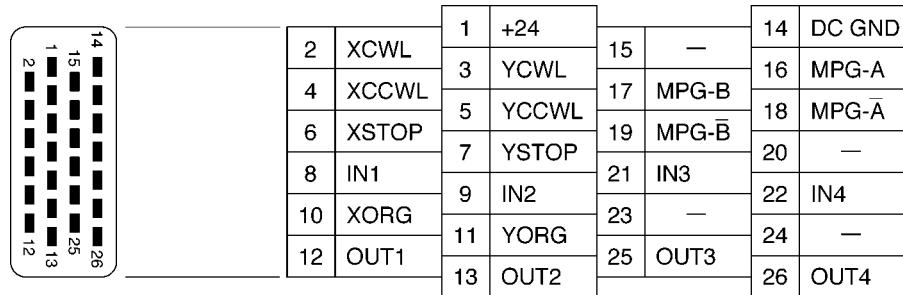 14
1
15
2
12
13
25
26
2 XCWL
4 XCCWL
6 XSTOP
8 IN1
10 XORG
12 OUT1
1 +24
3 YCWL
5 YCCWL
7 YSTOP
9 IN2
11 YORG
13 OUT2
15 —
17 MPG-B
19 MPG-B̅
21 IN3
23 —
25 OUT3
14 DC GND
16 MPG-A
18 MPG-A̅
20 —
22 IN4
24 —
26 OUT4